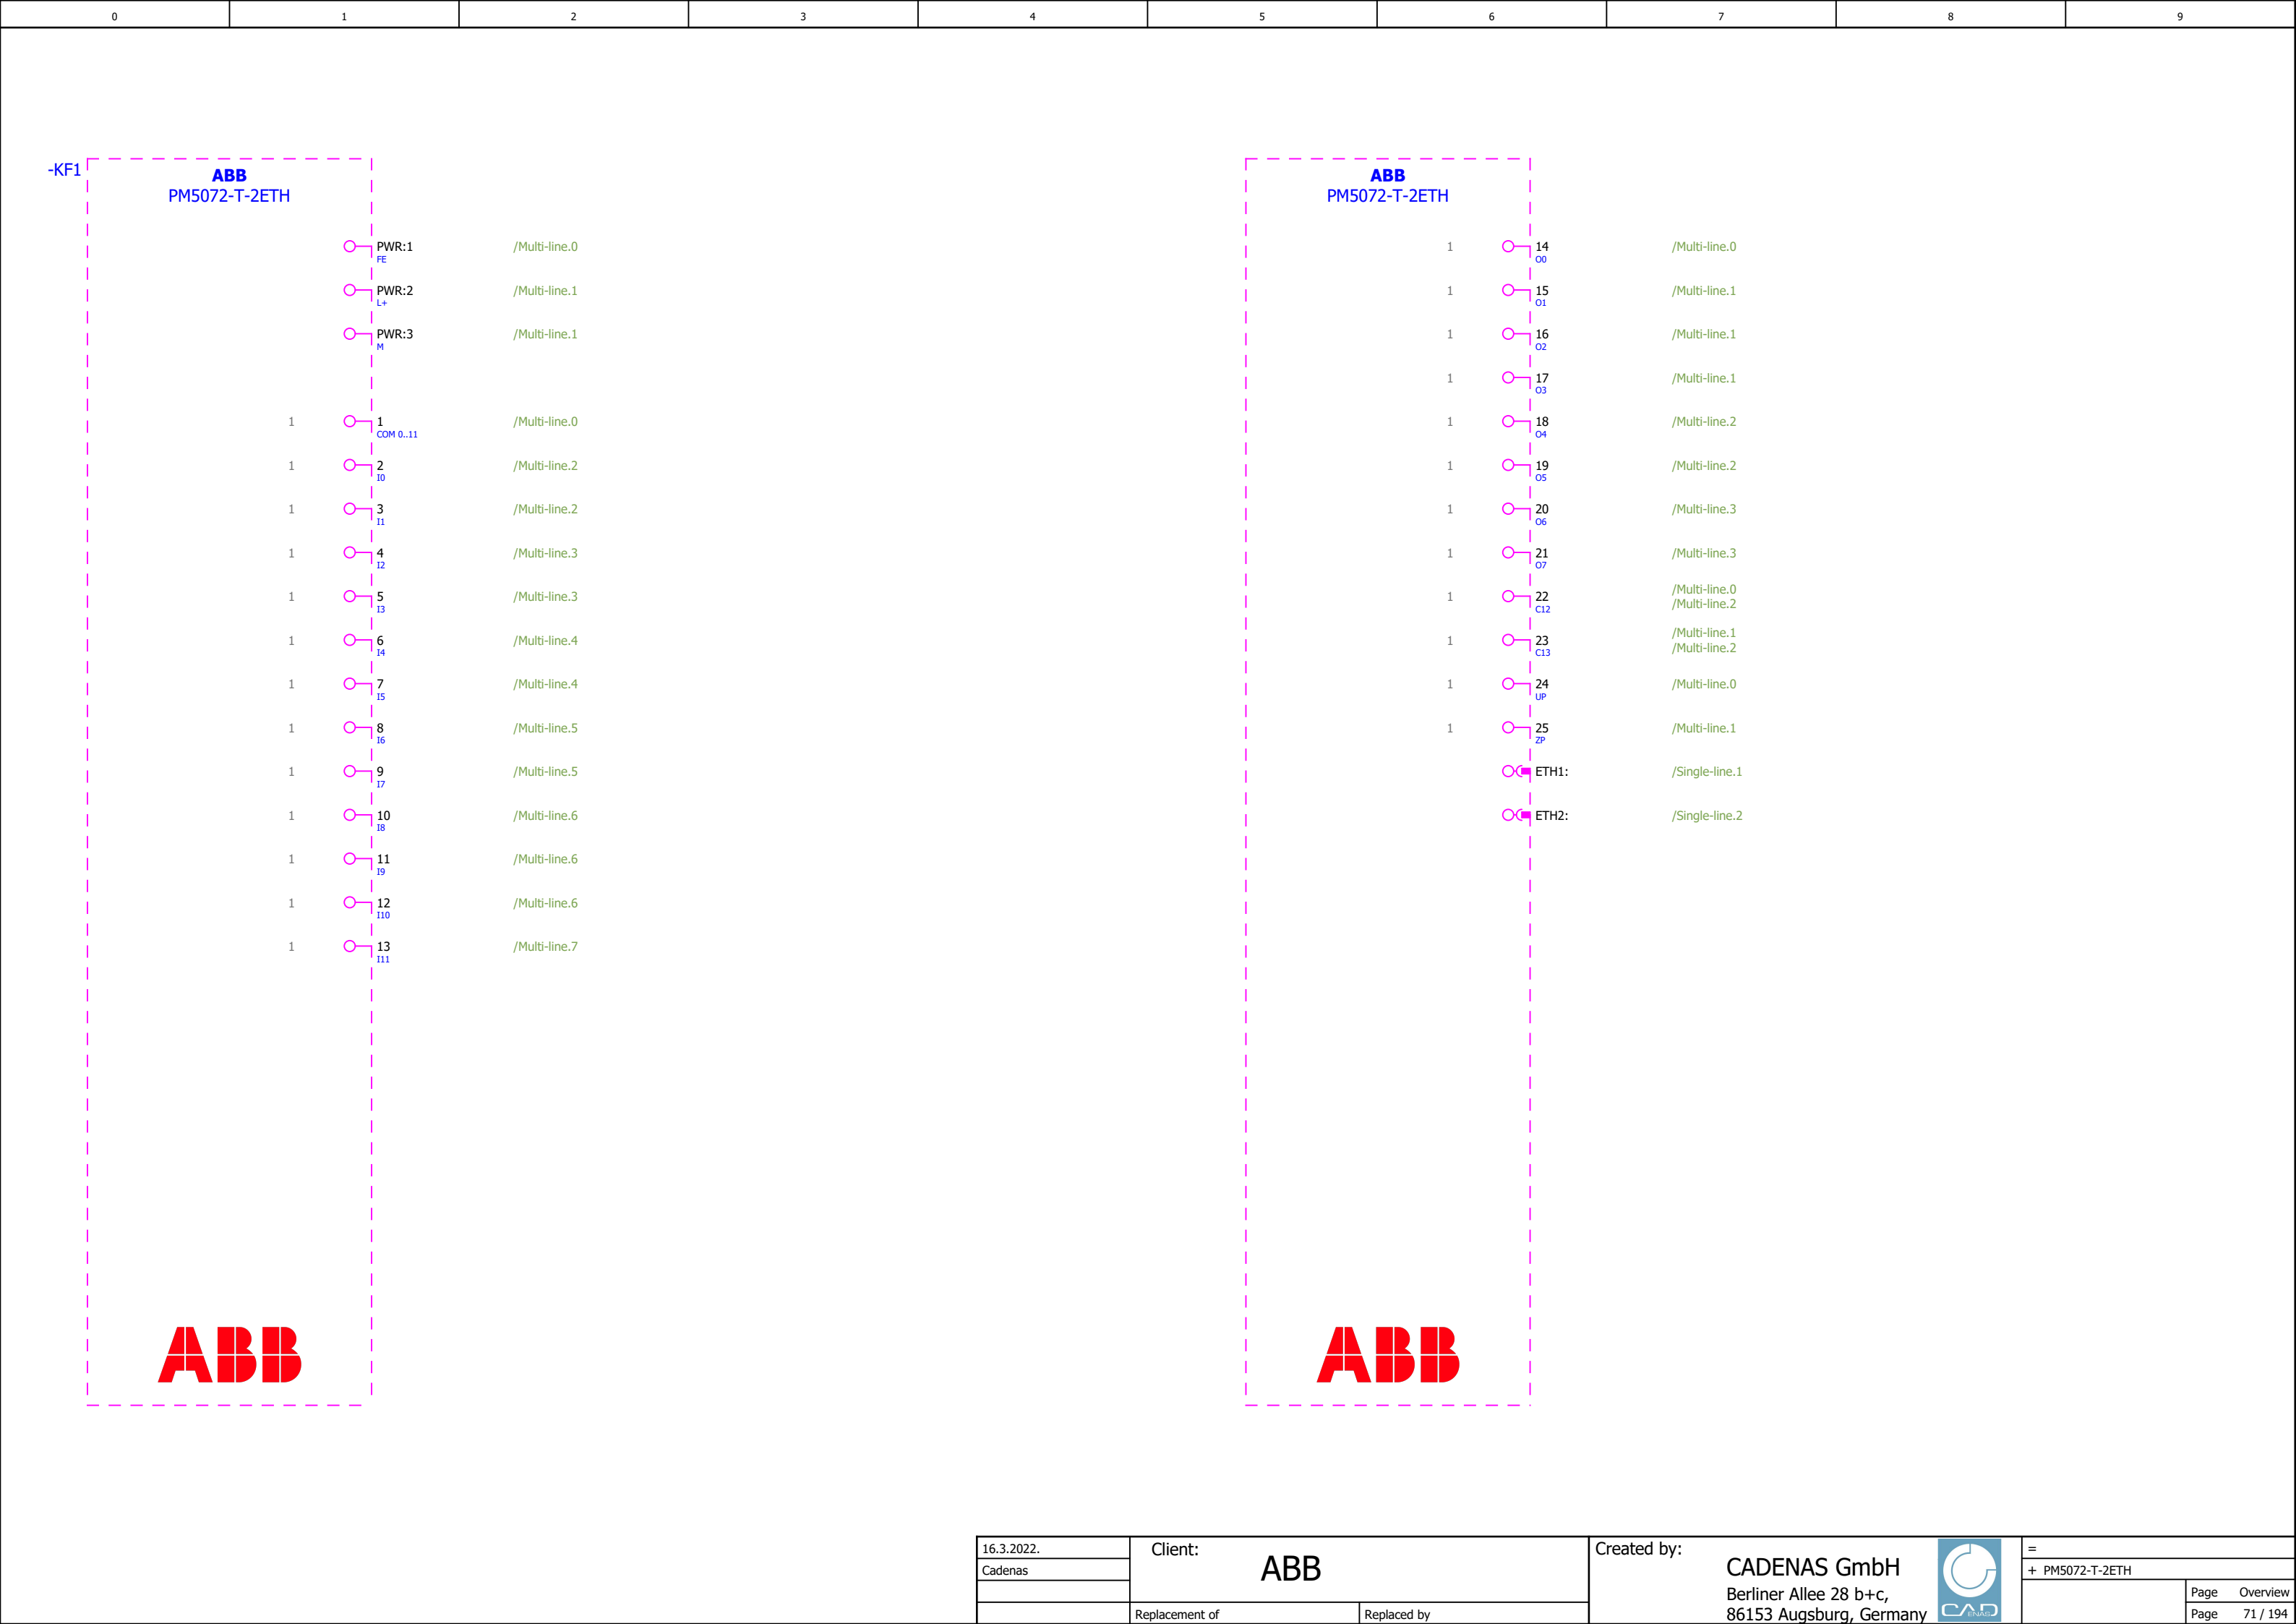 0 1 2 3 4 5 6 7 8 9
-KF1
ABB
PM5072-T-2ETH
PWR:1 /Multi-line.0
FE
PWR:2 /Multi-line.1
L+
PWR:3 /Multi-line.1
M
1 1 /Multi-line.0
COM 0..11
1 2 /Multi-line.2
I0
1 3 /Multi-line.2
I1
1 4 /Multi-line.3
I2
1 5 /Multi-line.3
I3
1 6 /Multi-line.4
I4
1 7 /Multi-line.4
I5
1 8 /Multi-line.5
I6
1 9 /Multi-line.5
I7
1 10 /Multi-line.6
I8
1 11 /Multi-line.6
I9
1 12 /Multi-line.6
I10
1 13 /Multi-line.7
I11
ABB
ABB
PM5072-T-2ETH
1 14 /Multi-line.0
O0
1 15 /Multi-line.1
O1
1 16 /Multi-line.1
O2
1 17 /Multi-line.1
O3
1 18 /Multi-line.2
O4
1 19 /Multi-line.2
O5
1 20 /Multi-line.3
O6
1 21 /Multi-line.3
O7
/Multi-line.0
1 22 /Multi-line.2
C12
/Multi-line.1
1 23 /Multi-line.2
C13
1 24 /Multi-line.0
UP
1 25 /Multi-line.1
ZP
ETH1: /Single-line.1
ETH2: /Single-line.2
ABB
16.3.2022.
Cadenas
Client:
ABB
Replacement of
Replaced by
Created by:
CADENAS GmbH
Berliner Allee 28 b+c,
86153 Augsburg, Germany
CADENAS
=
+ PM5072-T-2ETH
Page Overview
Page 71 / 194